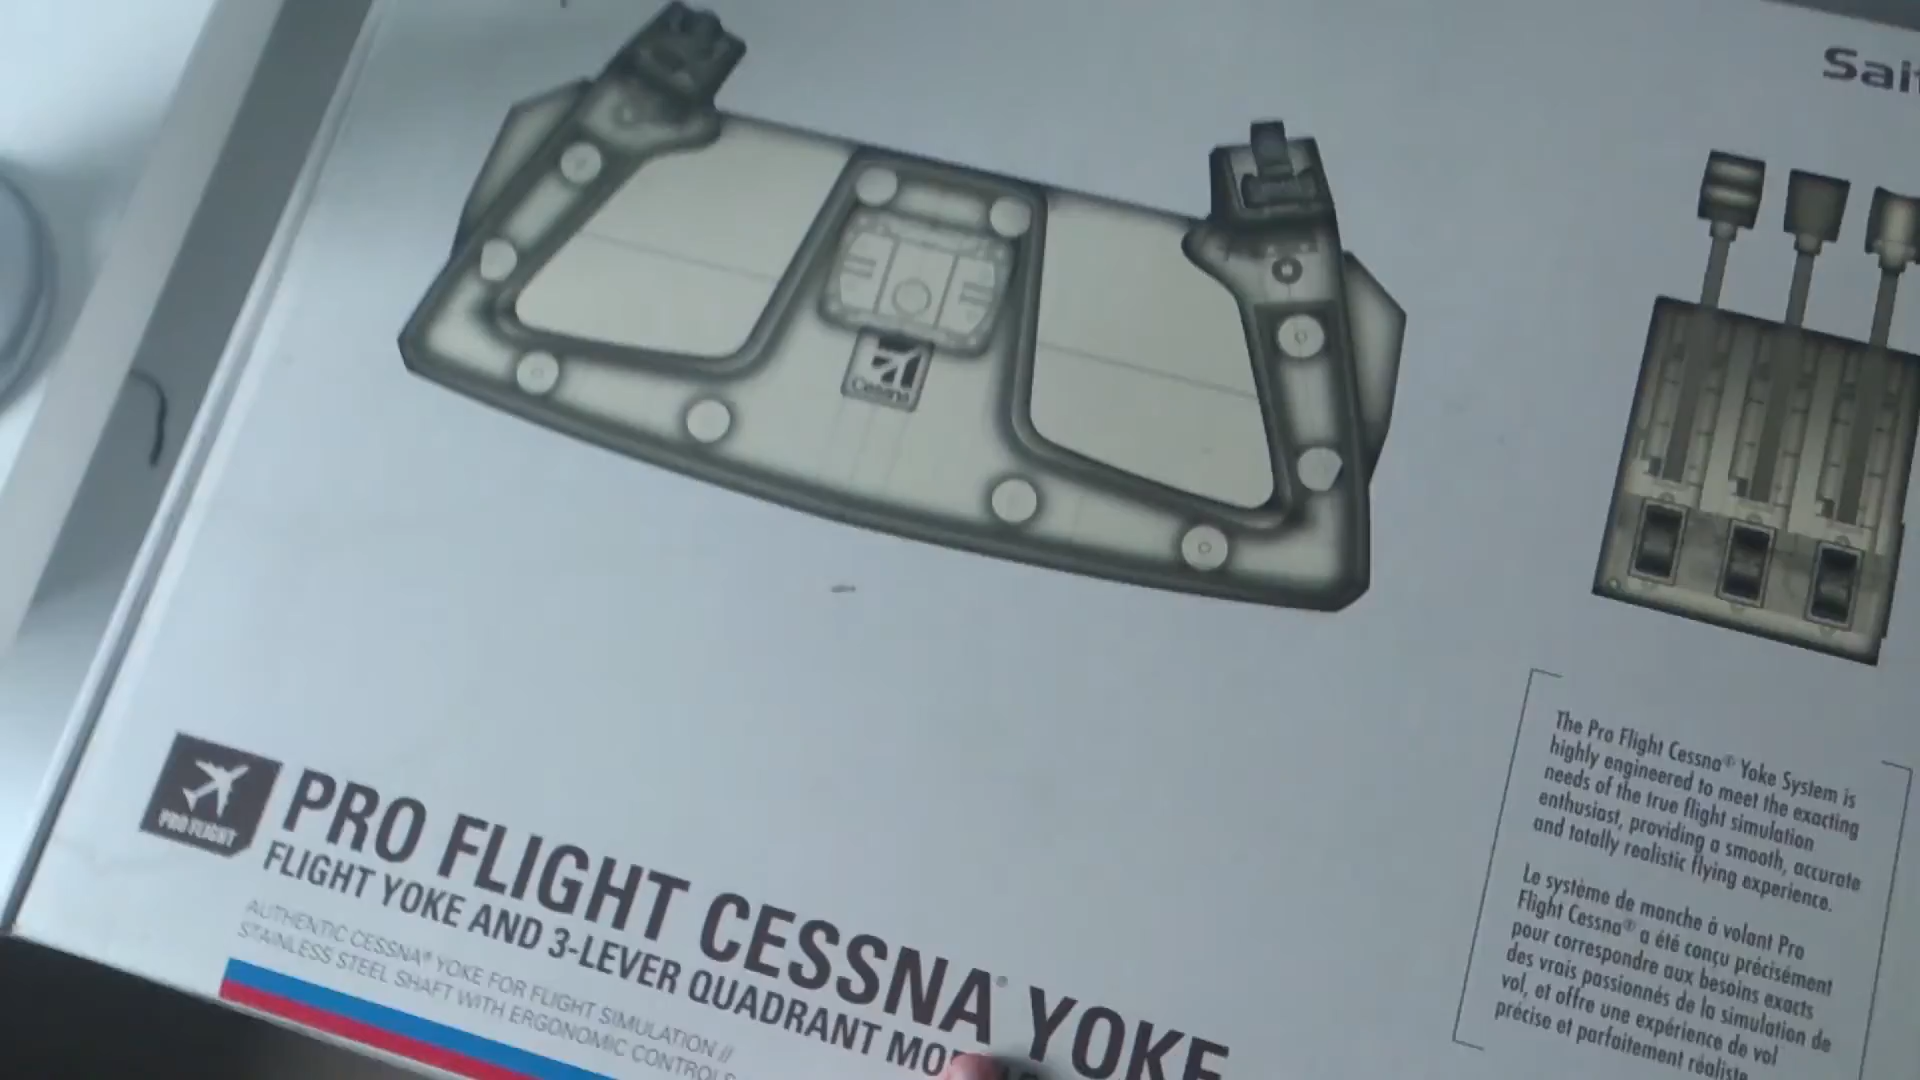 Cessna
PRO FLIGHT
PRO FLIGHT CESSNA® YOKE
FLIGHT YOKE AND 3-LEVER QUADRANT
AUTHENTIC CESSNA® YOKE FOR FLIGHT SIMULATION //
STAINLESS STEEL SHAFT WITH ERGONOMIC CONTROLS
The Pro Flight Cessna® Yoke System is
highly engineered to meet the exacting
needs of the true flight simulation
enthusiast, providing a smooth, accurate
and totally realistic flying experience.
Le système de manche à volant Pro
Flight Cessna® a été conçu précisément
pour correspondre aux besoins exacts
des vrais passionnés de la simulation de
vol, et offre une expérience de vol
précise et parfaitement réaliste